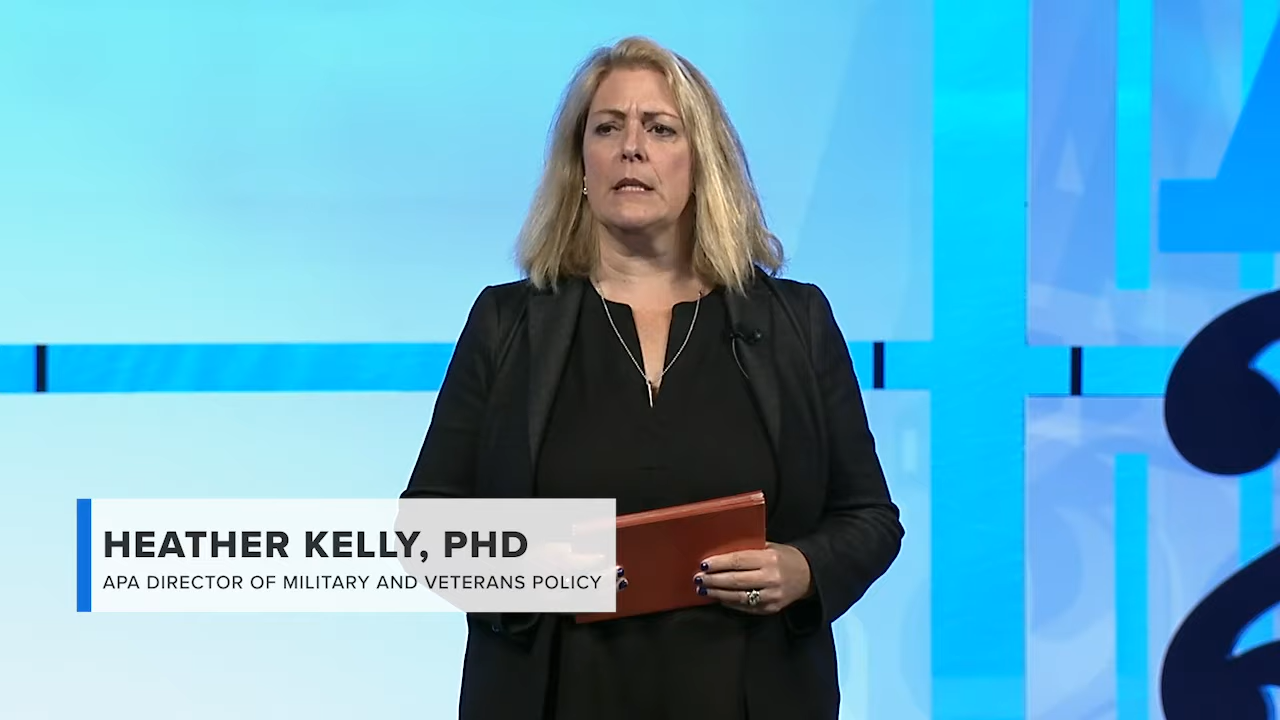 HEATHER KELLY, PHD
APA DIRECTOR OF MILITARY AND VETERANS POLICY